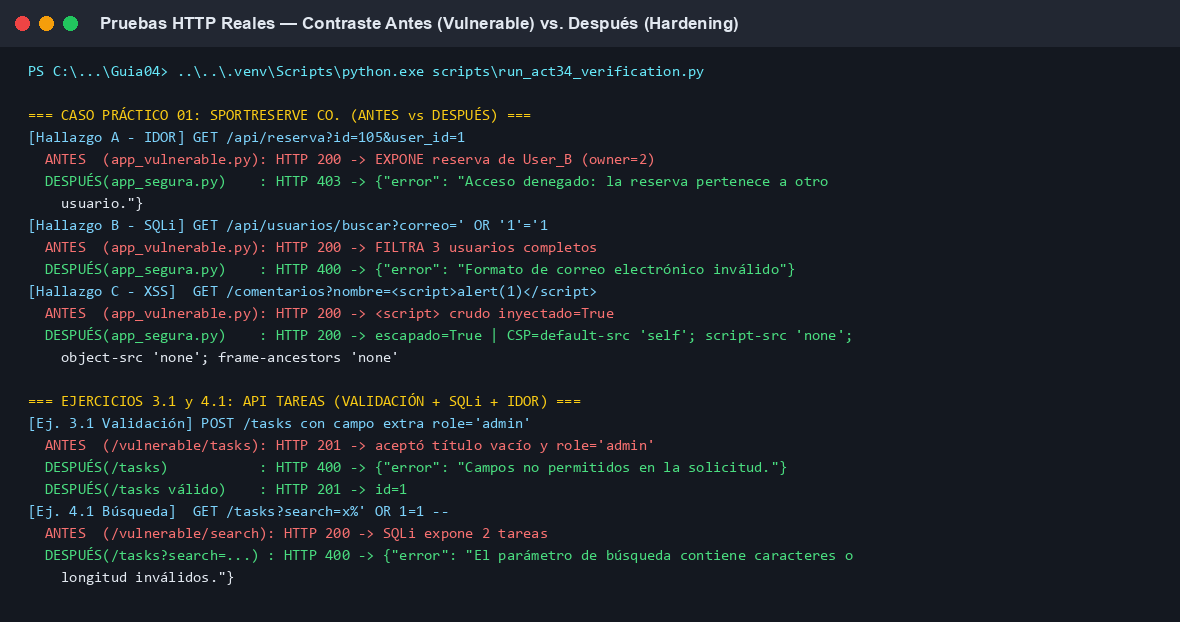 Pruebas HTTP Reales — Contraste Antes (Vulnerable) vs. Después (Hardening)
PS C:\...\Guia04> ..\..\.venv\Scripts\python.exe scripts\run_act34_verification.py
=== CASO PRÁCTICO 01: SPORTRESERVE CO. (ANTES vs DESPUÉS) ===
[Hallazgo A - IDOR] GET /api/reserva?id=105&user_id=1
  ANTES  (app_vulnerable.py): HTTP 200 -> EXPONE reserva de User_B (owner=2)
  DESPUÉS(app_segura.py)    : HTTP 403 -> {"error": "Acceso denegado: la reserva pertenece a otro
    usuario."}
[Hallazgo B - SQLi] GET /api/usuarios/buscar?correo=' OR '1'='1
  ANTES  (app_vulnerable.py): HTTP 200 -> FILTRA 3 usuarios completos
  DESPUÉS(app_segura.py)    : HTTP 400 -> {"error": "Formato de correo electrónico inválido"}
[Hallazgo C - XSS]  GET /comentarios?nombre=<script>alert(1)</script>
  ANTES  (app_vulnerable.py): HTTP 200 -> <script> crudo inyectado=True
  DESPUÉS(app_segura.py)    : HTTP 200 -> escapado=True | CSP=default-src 'self'; script-src 'none';
    object-src 'none'; frame-ancestors 'none'
=== EJERCICIOS 3.1 y 4.1: API TAREAS (VALIDACIÓN + SQLi + IDOR) ===
[Ej. 3.1 Validación] POST /tasks con campo extra role='admin'
  ANTES  (/vulnerable/tasks): HTTP 201 -> aceptó título vacío y role='admin'
  DESPUÉS(/tasks)           : HTTP 400 -> {"error": "Campos no permitidos en la solicitud."}
  DESPUÉS(/tasks válido)    : HTTP 201 -> id=1
[Ej. 4.1 Búsqueda]  GET /tasks?search=x%' OR 1=1 --
  ANTES  (/vulnerable/search): HTTP 200 -> SQLi expone 2 tareas
  DESPUÉS(/tasks?search=...) : HTTP 400 -> {"error": "El parámetro de búsqueda contiene caracteres o
    longitud inválidos."}